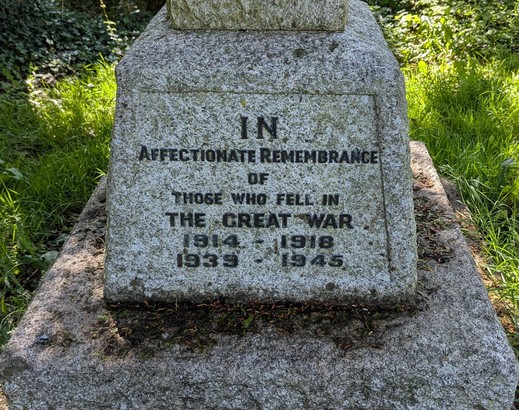 IN
AFFECTIONATE REMEMBRANCE
OF
THOSE WHO FELL IN
THE GREAT WAR
1914 - 1918
1939 - 1945